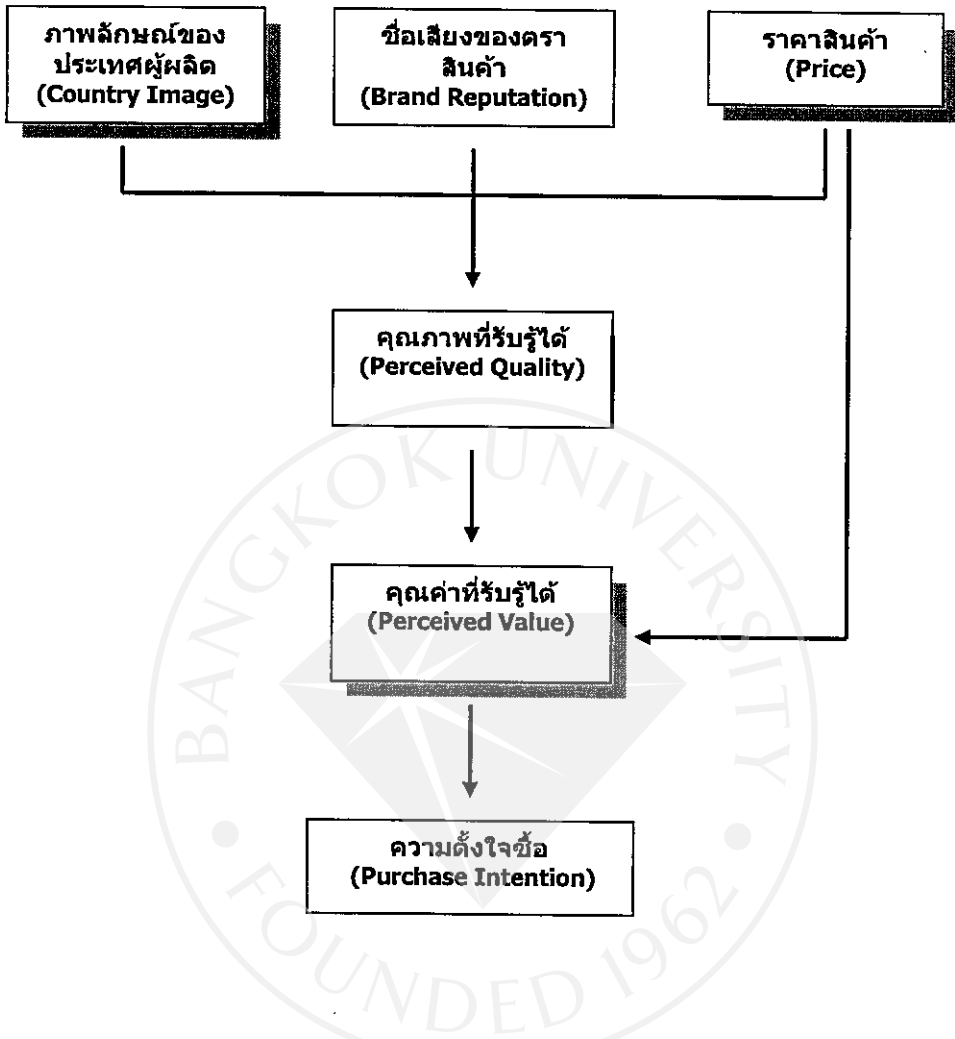 ภาพลักษณ์ของ
ประเทศผู้ผลิต
(Country Image)
ชื่อเสียงของตรา
สินค้า
(Brand Reputation)
ราคาสินค้า
(Price)
คุณภาพที่รับรู้ได้
(Perceived Quality)
คุณค่าที่รับรู้ได้
(Perceived Value)
ความตั้งใจซื้อ
(Purchase Intention)
BANGKOK UNIVERSITY
FOUNDED 1962